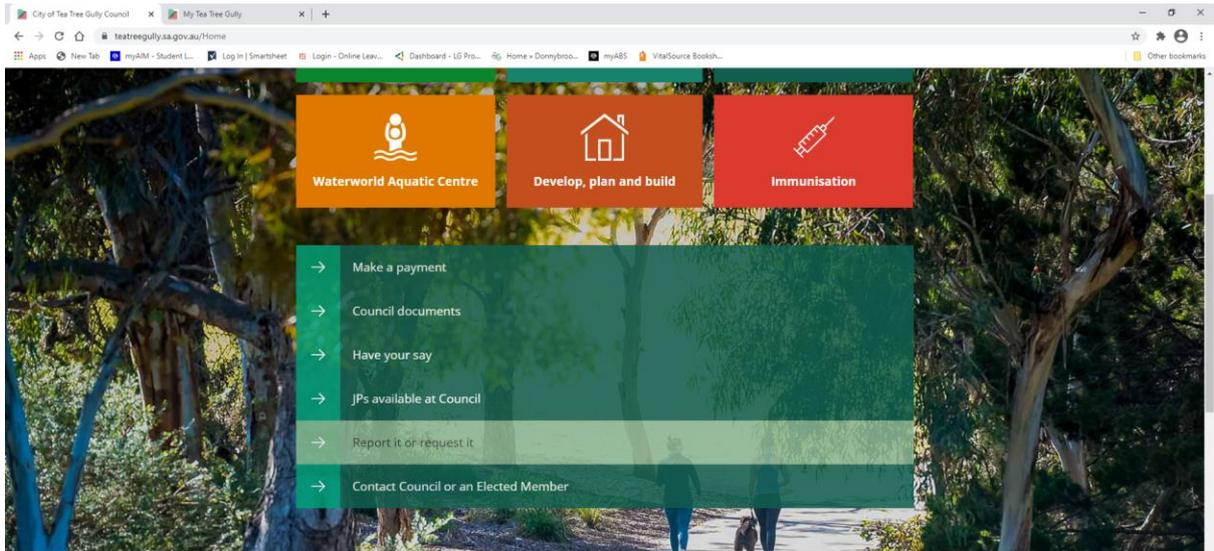 City of Tea Tree Gully Council
My Tea Tree Gully
teatreegully.sa.gov.au/Home
Apps
New Tab
myAIM - Student L...
Log In | Smartsheet
Login - Online Leav...
Dashboard - LG Pro...
Home » Donnybroo...
myABS
VitalSource Booksh...
Other bookmarks
Waterworld Aquatic Centre
Develop, plan and build
Immunisation
Make a payment
Council documents
Have your say
JPs available at Council
Report it or request it
Contact Council or an Elected Member